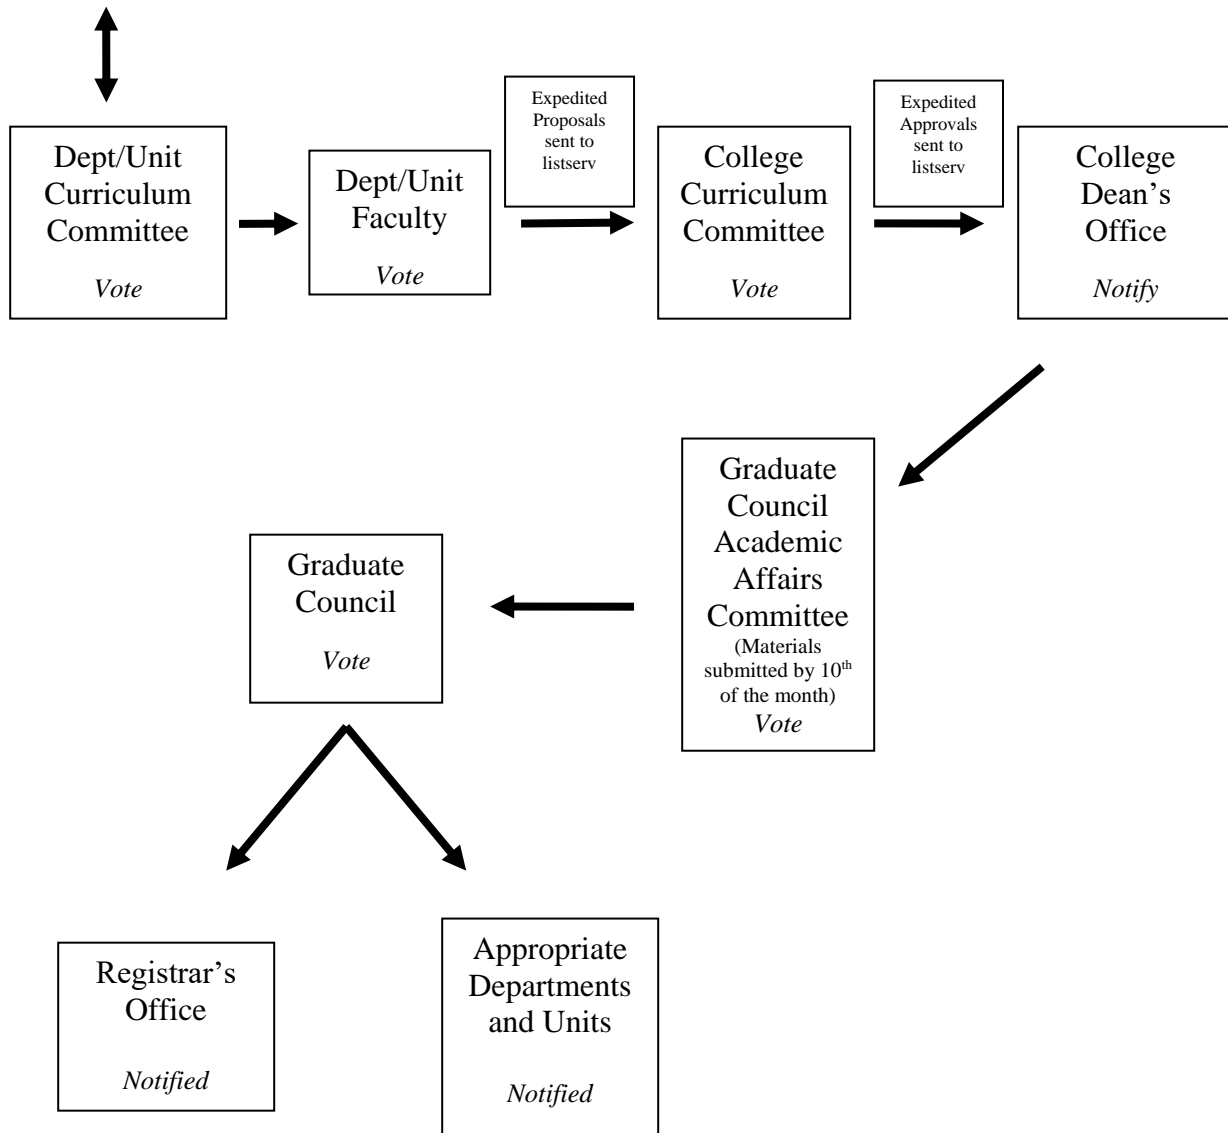 Dept/Unit
Curriculum
Committee
Vote
Dept/Unit
Faculty
Vote
Expedited
Proposals
sent to
listserv
College
Curriculum
Committee
Vote
Expedited
Approvals
sent to
listserv
College
Dean’s
Office
Notify
Graduate
Council
Academic
Affairs
Committee
(Materials
submitted by 10th
of the month)
Vote
Graduate
Council
Vote
Registrar’s
Office
Notified
Appropriate
Departments
and Units
Notified